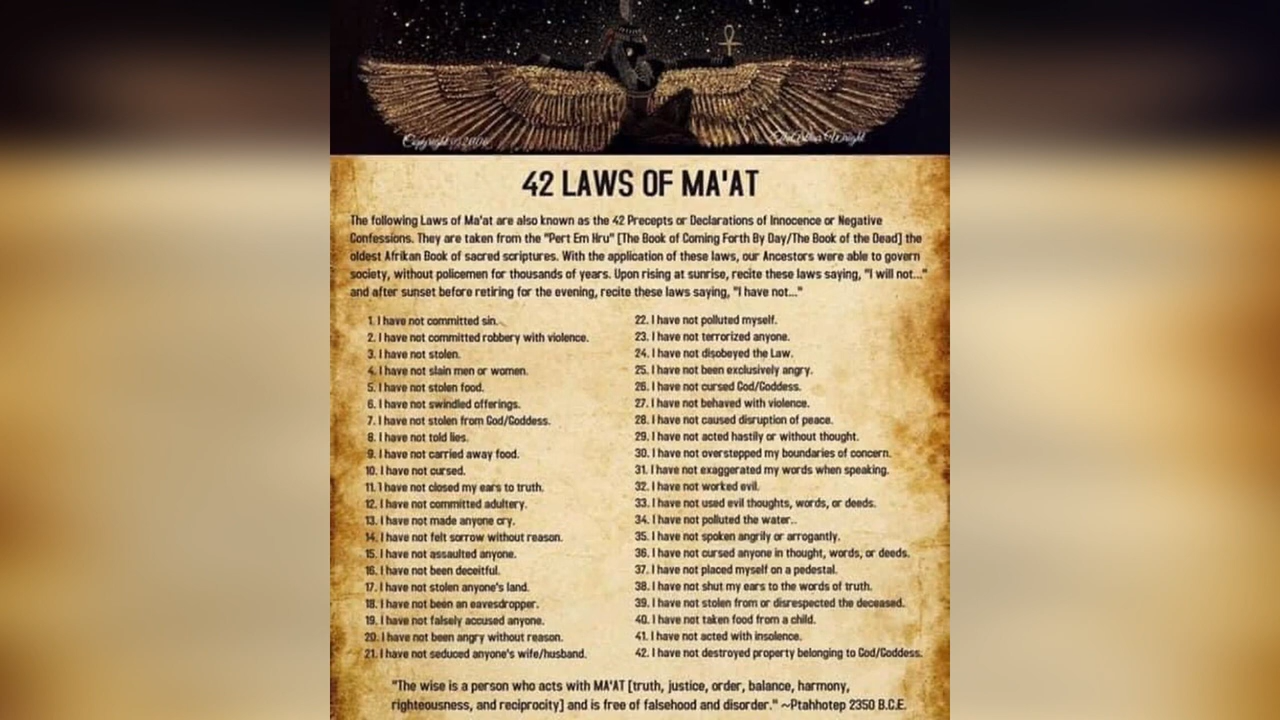 Copyright (c) 2006
Wright
42 LAWS OF MA'AT
The following Laws of Ma'at are also known as the 42 Precepts or Declarations of Innocence or Negative
Confessions. They are taken from the "Pert Em Hru" [The Book of Coming Forth By Day/The Book of the Dead] the
oldest Afrikan Book of sacred scriptures. With the application of these laws, our Ancestors were able to govern
society, without policemen for thousands of years. Upon rising at sunrise, recite these laws saying, "I will not..."
and after sunset before retiring for the evening, recite these laws saying, "I have not..."
1. I have not committed sin.
2. I have not committed robbery with violence.
3. I have not stolen.
4. I have not slain men or women.
5. I have not stolen food.
6. I have not swindled offerings.
7. I have not stolen from God/Goddess.
8. I have not told lies.
9. I have not carried away food.
10. I have not cursed.
11. I have not closed my ears to truth.
12. I have not committed adultery.
13. I have not made anyone cry.
14. I have not felt sorrow without reason.
15. I have not assaulted anyone.
16. I have not been deceitful.
17. I have not stolen anyone's land.
18. I have not been an eavesdropper.
19. I have not falsely accused anyone.
20. I have not been angry without reason.
21. I have not seduced anyone's wife/husband.
22. I have not polluted myself.
23. I have not terrorized anyone.
24. I have not disobeyed the Law.
25. I have not been exclusively angry.
26. I have not cursed God/Goddess.
27. I have not behaved with violence.
28. I have not caused disruption of peace.
29. I have not acted hastily or without thought.
30. I have not overstepped my boundaries of concern.
31. I have not exaggerated my words when speaking.
32. I have not worked evil.
33. I have not used evil thoughts, words, or deeds.
34. I have not polluted the water..
35. I have not spoken angrily or arrogantly.
36. I have not cursed anyone in thought, words, or deeds.
37. I have not placed myself on a pedestal.
38. I have not shut my ears to the words of truth.
39. I have not stolen from or disrespected the deceased.
40. I have not taken food from a child.
41. I have not acted with insolence.
42. I have not destroyed property belonging to God/Goddess.
"The wise is a person who acts with MA'AT [truth, justice, order, balance, harmony,
righteousness, and reciprocity] and is free of falsehood and disorder." ~Ptahhotep 2350 B.C.E.